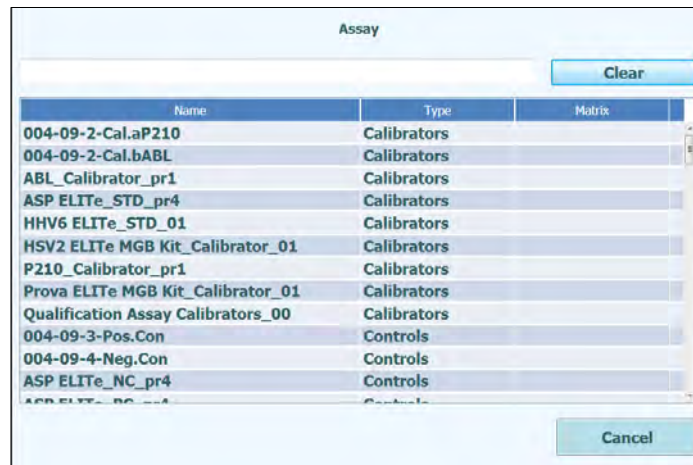 Assay
Clear
Name Type Matrix
004-09-2-Cal.aP210 Calibrators
004-09-2-Cal.bABL Calibrators
ABL_Calibrator_pr1 Calibrators
ASP ELITe_STD_pr4 Calibrators
HHV6 ELITe_STD_01 Calibrators
HSV2 ELITe MGB Kit_Calibrator_01 Calibrators
P210_Calibrator_pr1 Calibrators
Prova ELITe MGB Kit_Calibrator_01 Calibrators
Qualification Assay Calibrators_00 Calibrators
004-09-3-Pos.Con Controls
004-09-4-Neg.Con Controls
ASP ELITe_NC_pr4 Controls
Cancel